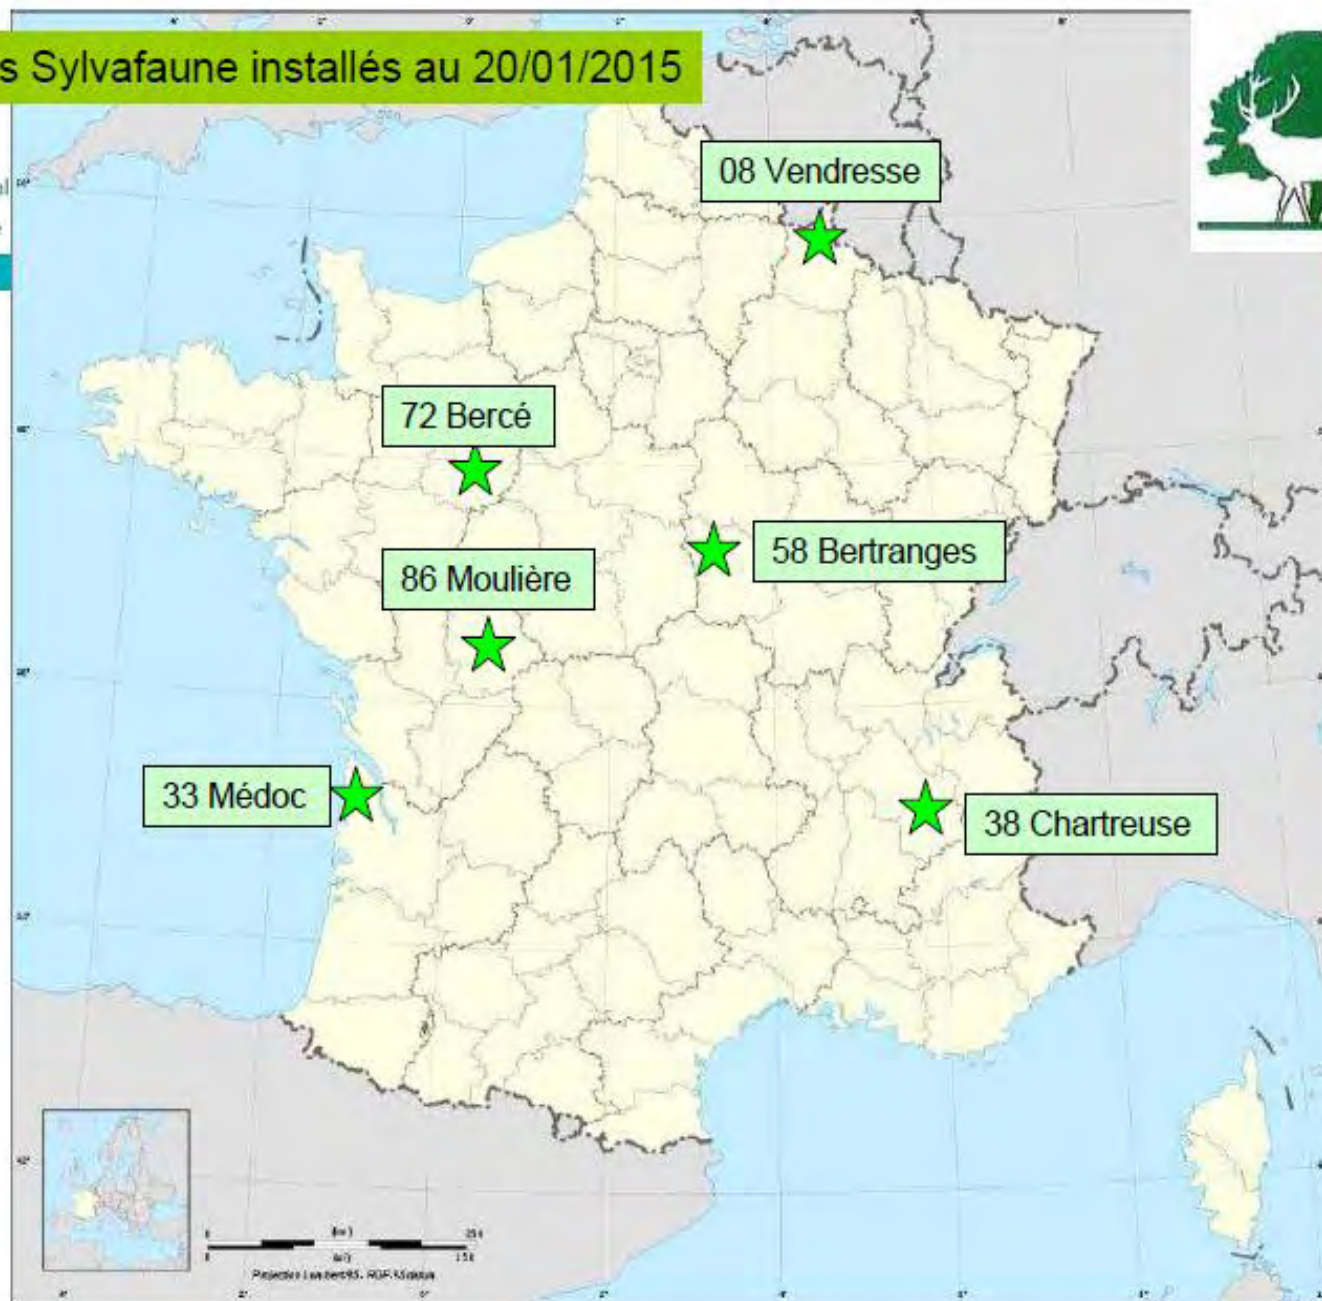 s Sylvafaune installés au 20/01/2015
08 Vendresse
72 Bercé
58 Bertranges
86 Moulière
33 Médoc
38 Chartreuse